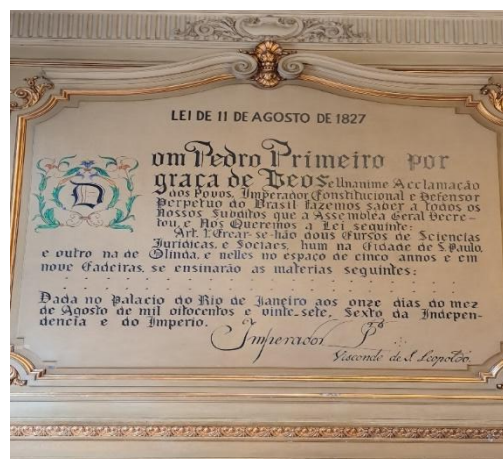 LEI DE 11 DE AGOSTO DE 1827
Dom Pedro Primeiro por
graça de Deos e Unanime Acclamação
dos Povos, Imperador Constitucional e Defensor
Perpetuo do Brasil fazemos saber a todos os
Nossos Subditos que a Assemblea Geral Decre-
tou, e Nós Queremos a Lei seguinte:
Art. 1. Crear-se-hão dous Cursos de Sciencias
Juridicas, e Sociaes, hum na Cidade de S. Paulo,
e outro na de Olinda, e nelles no espaço de cinco annos e em
nove Cadeiras, se ensinarão as materias seguintes:
Dada no Palacio do Rio de Janeiro aos onze dias do mez
de Agosto de mil oitocentos e vinte-sete, Sexto da Indepen-
dencia e do Imperio.
Imperador P.
Visconde de S. Leopoldo.